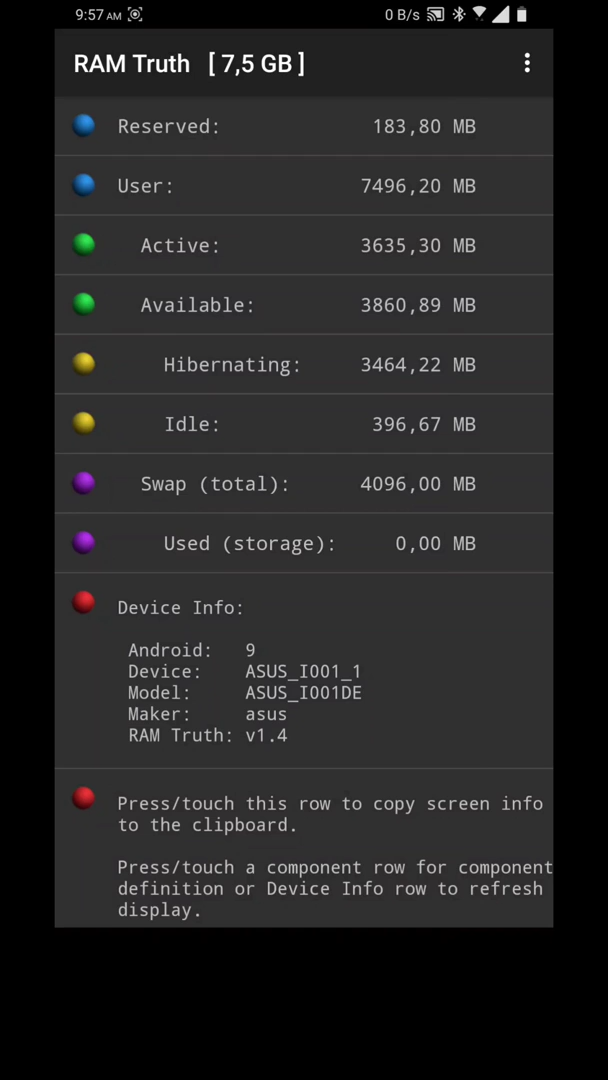 9:57 AM 0 B/s
RAM Truth [ 7,5 GB ]
Reserved: 183,80 MB
User: 7496,20 MB
Active: 3635,30 MB
Available: 3860,89 MB
Hibernating: 3464,22 MB
Idle: 396,67 MB
Swap (total): 4096,00 MB
Used (storage): 0,00 MB
Device Info:
Android: 9
Device: ASUS_I001_1
Model: ASUS_I001DE
Maker: asus
RAM Truth: v1.4
Press/touch this row to copy screen info
to the clipboard.
Press/touch a component row for component
definition or Device Info row to refresh
display.